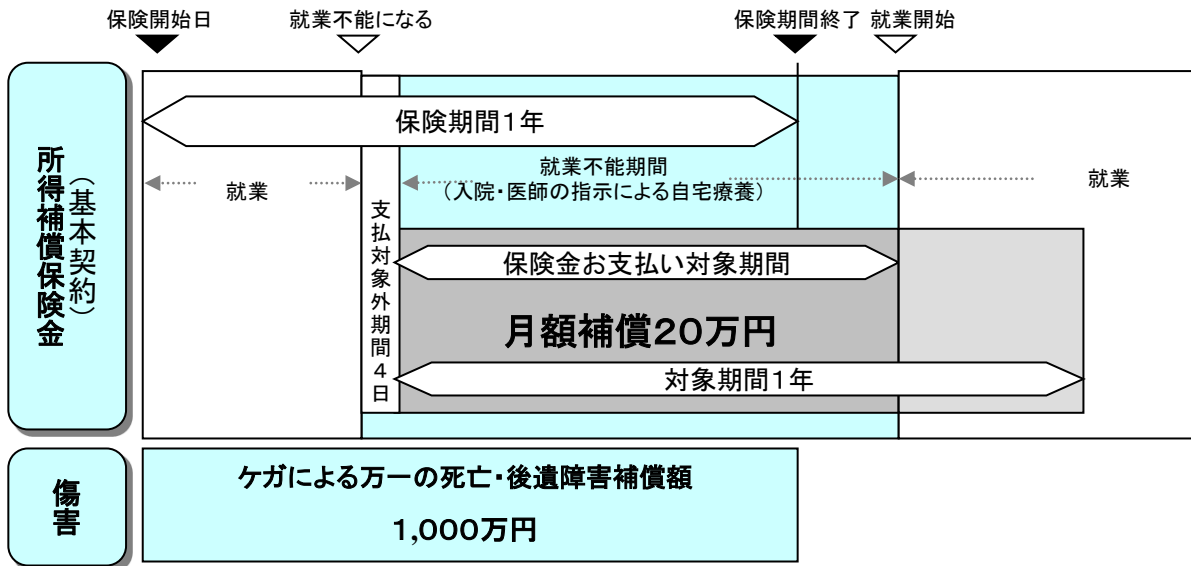 保険開始日
就業不能になる
保険期間終了
就業開始
所得補償保険金
（基本契約）
保険期間1年
就業
就業不能期間
（入院・医師の指示による自宅療養）
就業
支払対象外期間4日
保険金お支払い対象期間
月額補償20万円
対象期間1年
傷害
ケガによる万一の死亡・後遺障害補償額
1,000万円